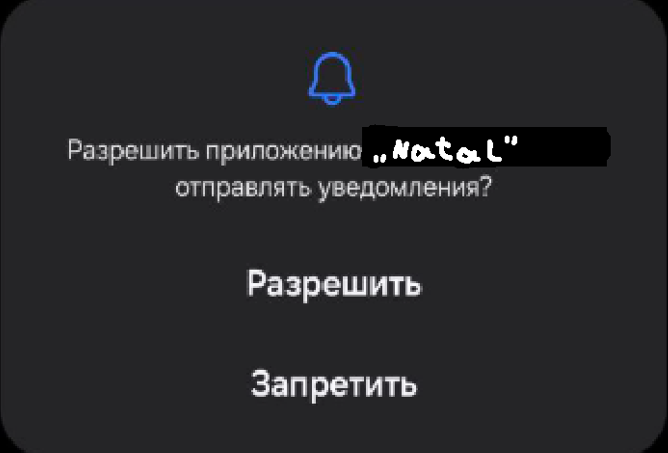 Разрешить приложению „Natal"
отправлять уведомления?
Разрешить
Запретить